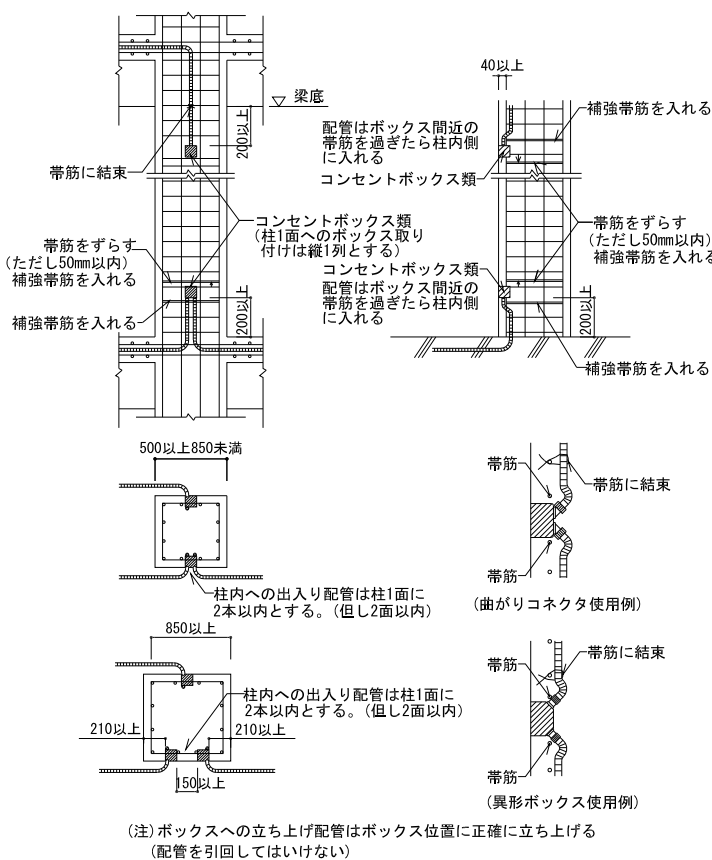 梁底
200以上
帯筋に結束
コンセントボックス類
(柱1面へのボックス取り
付けは縦1列とする)
帯筋をずらす
(ただし50mm以内)
補強帯筋を入れる
補強帯筋を入れる
200以上
40以上
補強帯筋を入れる
配管はボックス間近の
帯筋を過ぎたら柱内側
に入れる
コンセントボックス類
帯筋をずらす
(ただし50mm以内)
補強帯筋を入れる
コンセントボックス類
配管はボックス間近の
帯筋を過ぎたら柱内側
に入れる
200以上
補強帯筋を入れる
500以上850未満
柱内への出入り配管は柱1面に
2本以内とする。(但し2面以内)
帯筋
帯筋に結束
帯筋
(曲がりコネクタ使用例)
850以上
柱内への出入り配管は柱1面に
2本以内とする。(但し2面以内)
210以上
210以上
150以上
帯筋
帯筋に結束
帯筋
(異形ボックス使用例)
(注)ボックスへの立ち上げ配管はボックス位置に正確に立ち上げる
(配管を引回してはいけない)